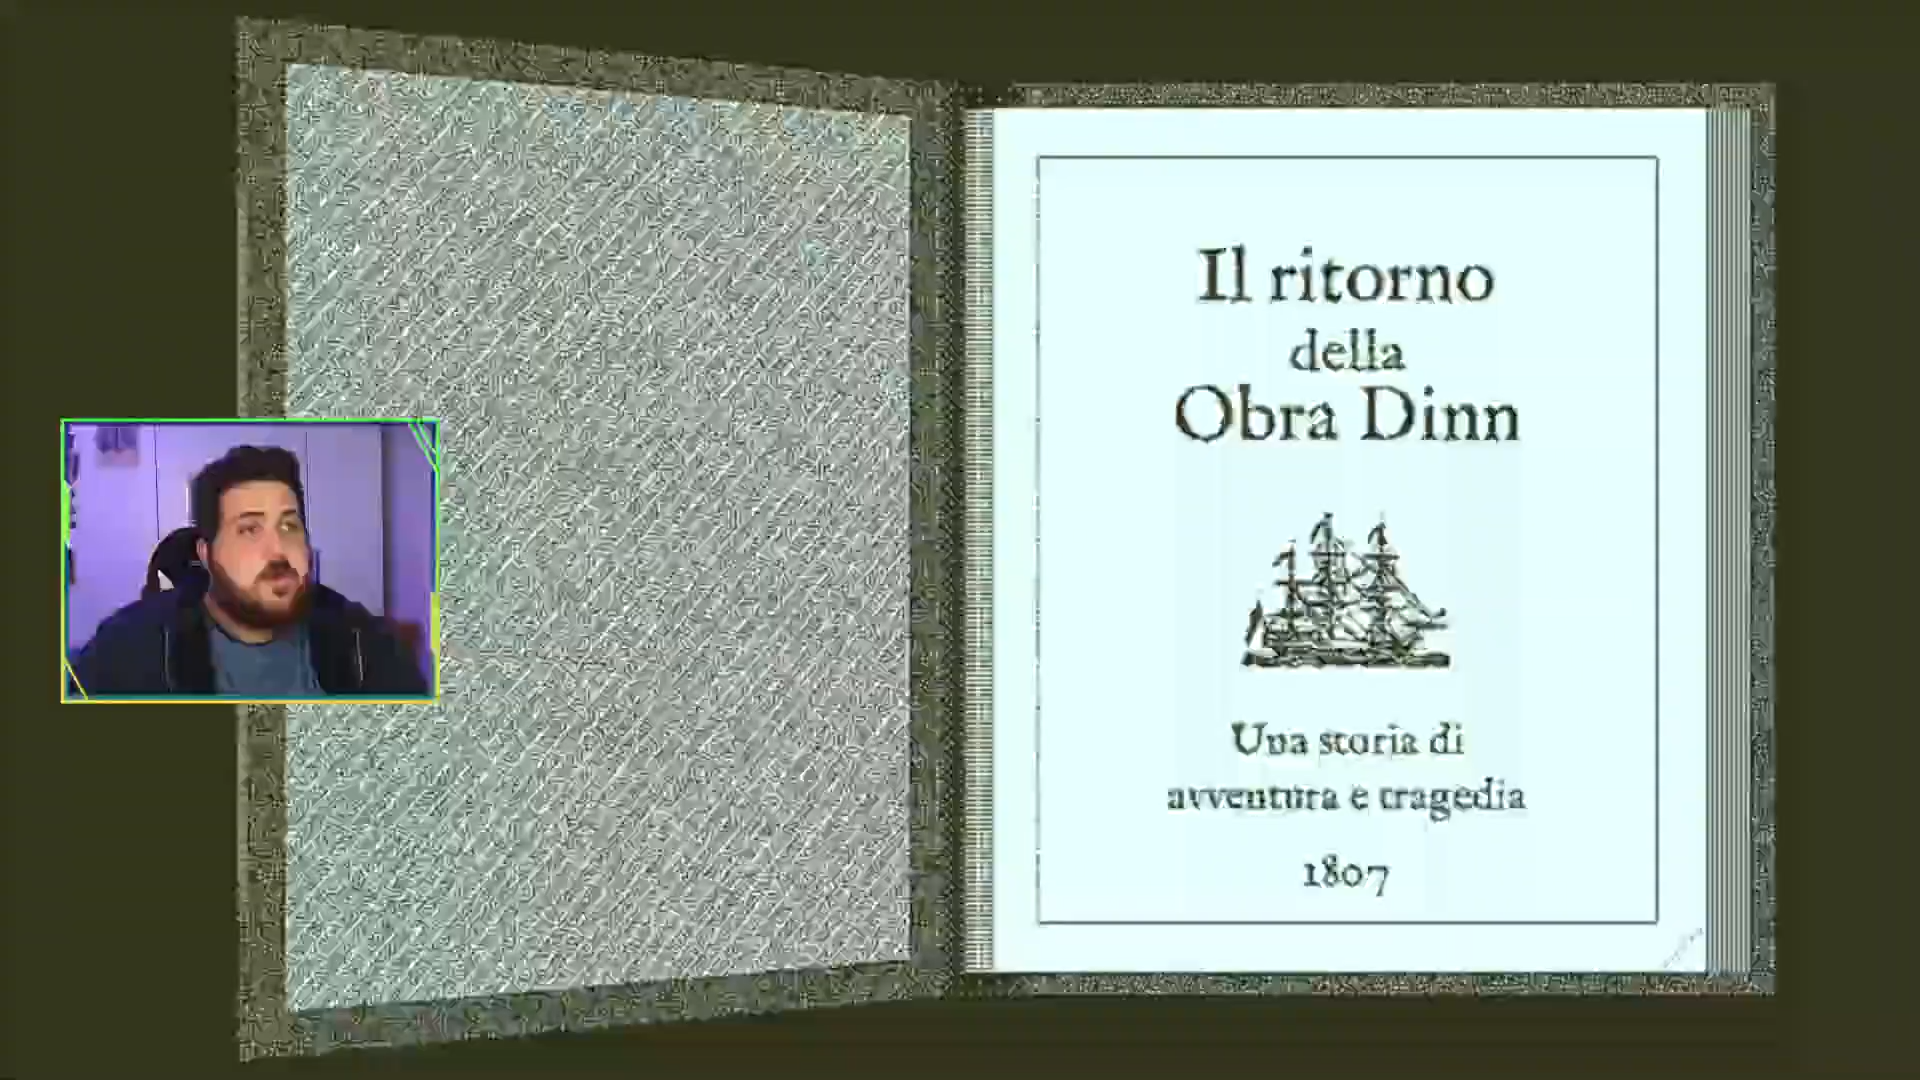 Il ritorno
della
Obra Dinn
Una storia di
avventura e tragedia
1807